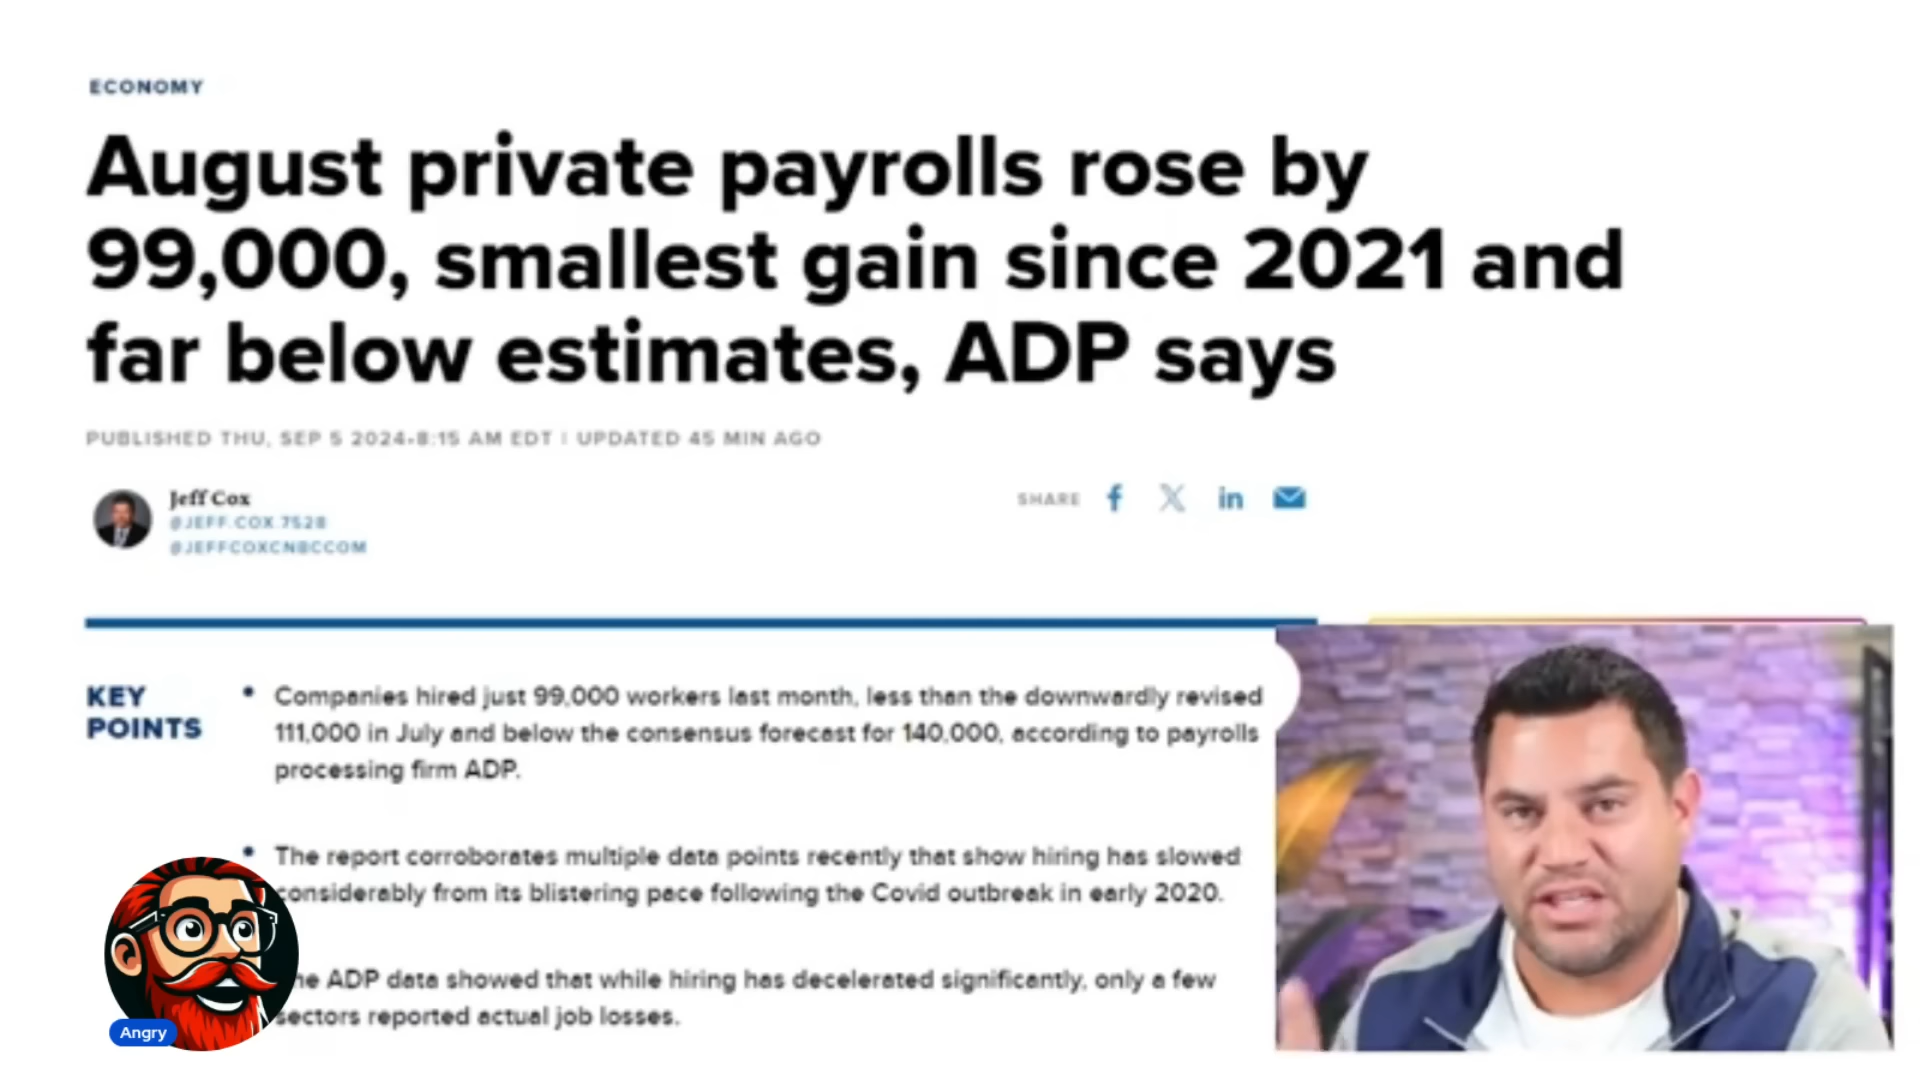 ECONOMY
August private payrolls rose by
99,000, smallest gain since 2021 and
far below estimates, ADP says
PUBLISHED THU, SEP 5 2024•8:15 AM EDT | UPDATED 45 MIN AGO
Jeff Cox
@JEFF.COX.7528
@JEFFCOXCNBCCOM
SHARE
KEY
POINTS
• Companies hired just 99,000 workers last month, less than the downwardly revised
111,000 in July and below the consensus forecast for 140,000, according to payrolls
processing firm ADP.
• The report corroborates multiple data points recently that show hiring has slowed
considerably from its blistering pace following the Covid outbreak in early 2020.
he ADP data showed that while hiring has decelerated significantly, only a few
sectors reported actual job losses.
Angry